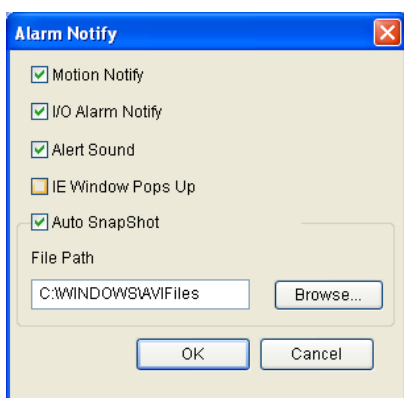 Alarm Notify
Motion Notify
I/O Alarm Notify
Alert Sound
IE Window Pops Up
Auto SnapShot
File Path
C:\WINDOWS\AVIFiles
Browse...
OK
Cancel